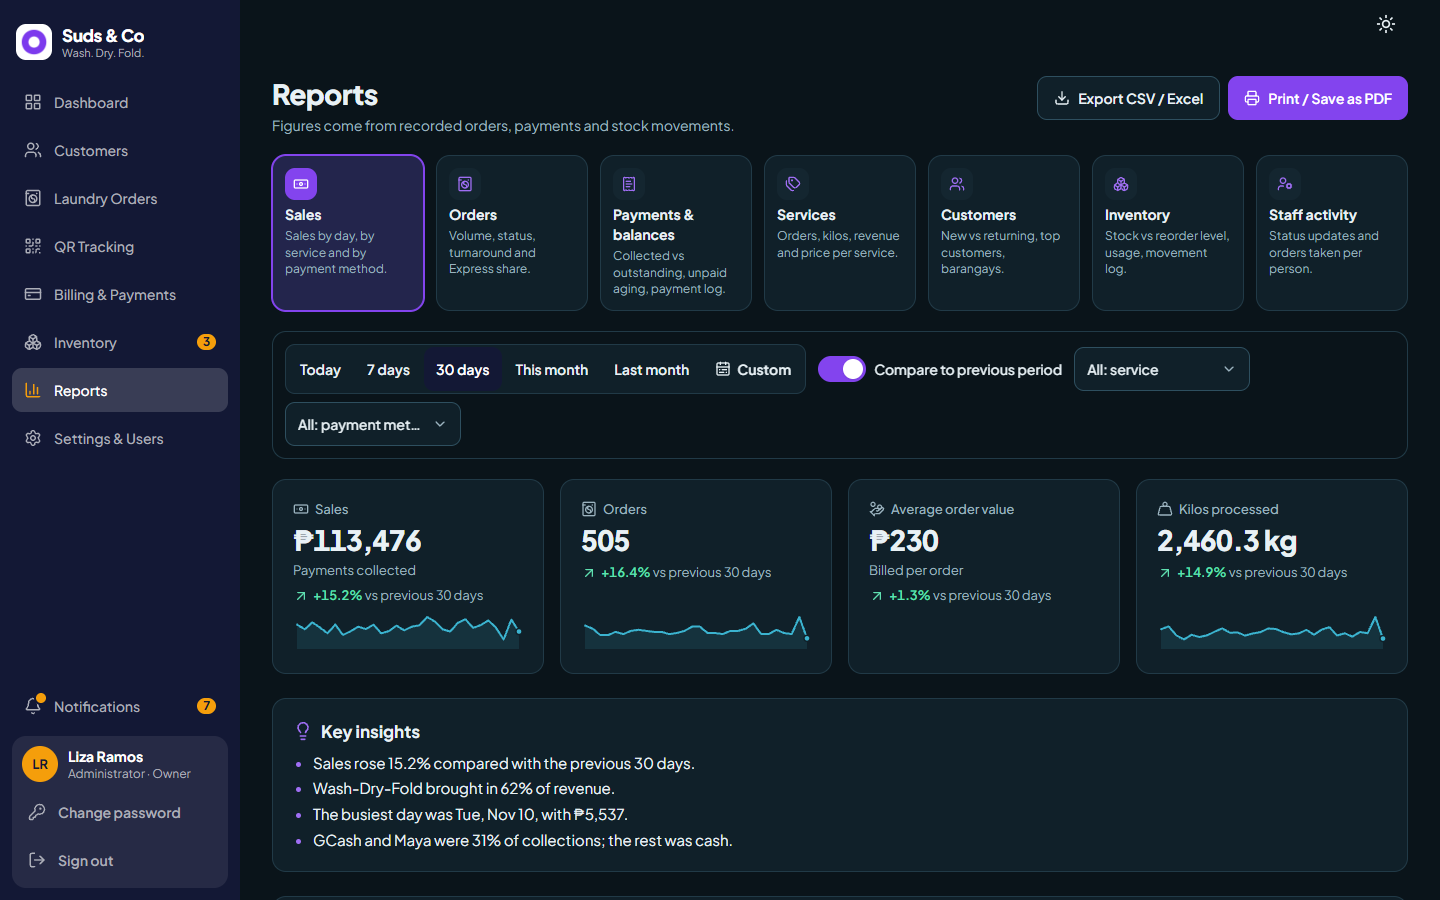 Suds & Co
Wash. Dry. Fold.
Dashboard
Customers
Laundry Orders
QR Tracking
Billing & Payments
Inventory
3
Reports
Settings & Users
Notifications
7
LR
Liza Ramos
Administrator · Owner
Change password
Sign out
Reports
Figures come from recorded orders, payments and stock movements.
Export CSV / Excel
Print / Save as PDF
Sales
Sales by day, by
service and by
payment method.
Orders
Volume, status,
turnaround and
Express share.
Payments &
balances
Collected vs
outstanding, unpaid
aging, payment log.
Services
Orders, kilos, revenue
and price per service.
Customers
New vs returning, top
customers,
barangays.
Inventory
Stock vs reorder level,
usage, movement
log.
Staff activity
Status updates and
orders taken per
person.
Today
7 days
30 days
This month
Last month
Custom
Compare to previous period
All: service
All: payment met...
Sales
₱113,476
Payments collected
+15.2% vs previous 30 days
Orders
505
+16.4% vs previous 30 days
Average order value
₱230
Billed per order
+1.3% vs previous 30 days
Kilos processed
2,460.3 kg
+14.9% vs previous 30 days
Key insights
Sales rose 15.2% compared with the previous 30 days.
Wash-Dry-Fold brought in 62% of revenue.
The busiest day was Tue, Nov 10, with ₱5,537.
GCash and Maya were 31% of collections; the rest was cash.